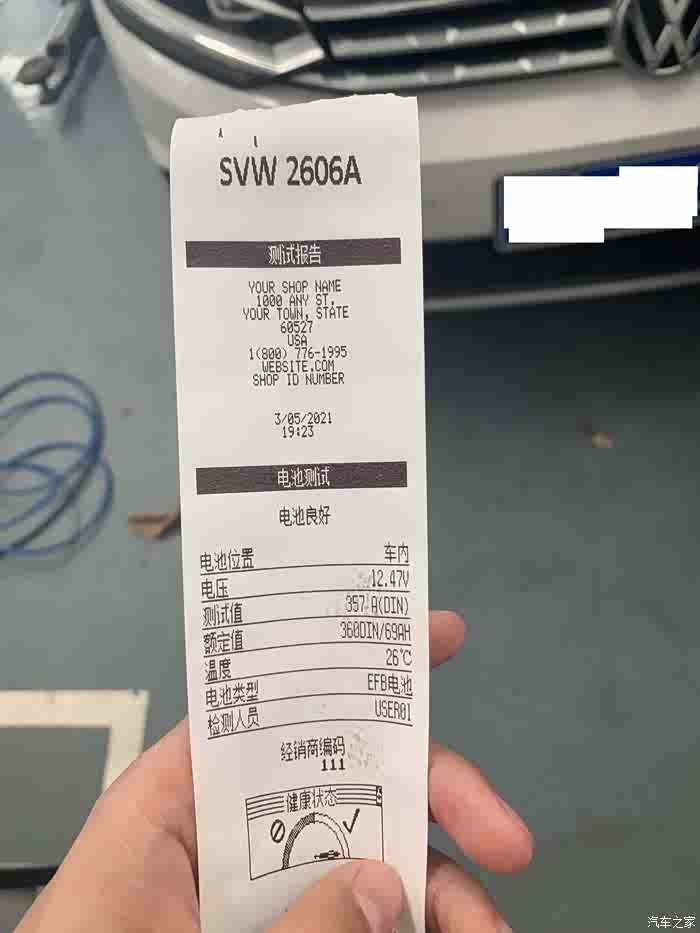 SVW 2606A
测试报告
YOUR SHOP NAME
1000 ANY ST,
YOUR TOWN, STATE
60527
USA
1(800) 776-1995
WEBSITE.COM
SHOP ID NUMBER
3/05/2021
19:23
电池测试
电池良好
电池位置 车内
电压 12.47V
测试值 357 A(DIN)
额定值 360DIN/69AH
温度 26℃
电池类型 EFB电池
检测人员 USER01
经销商编码
111
健康状态
汽车之家